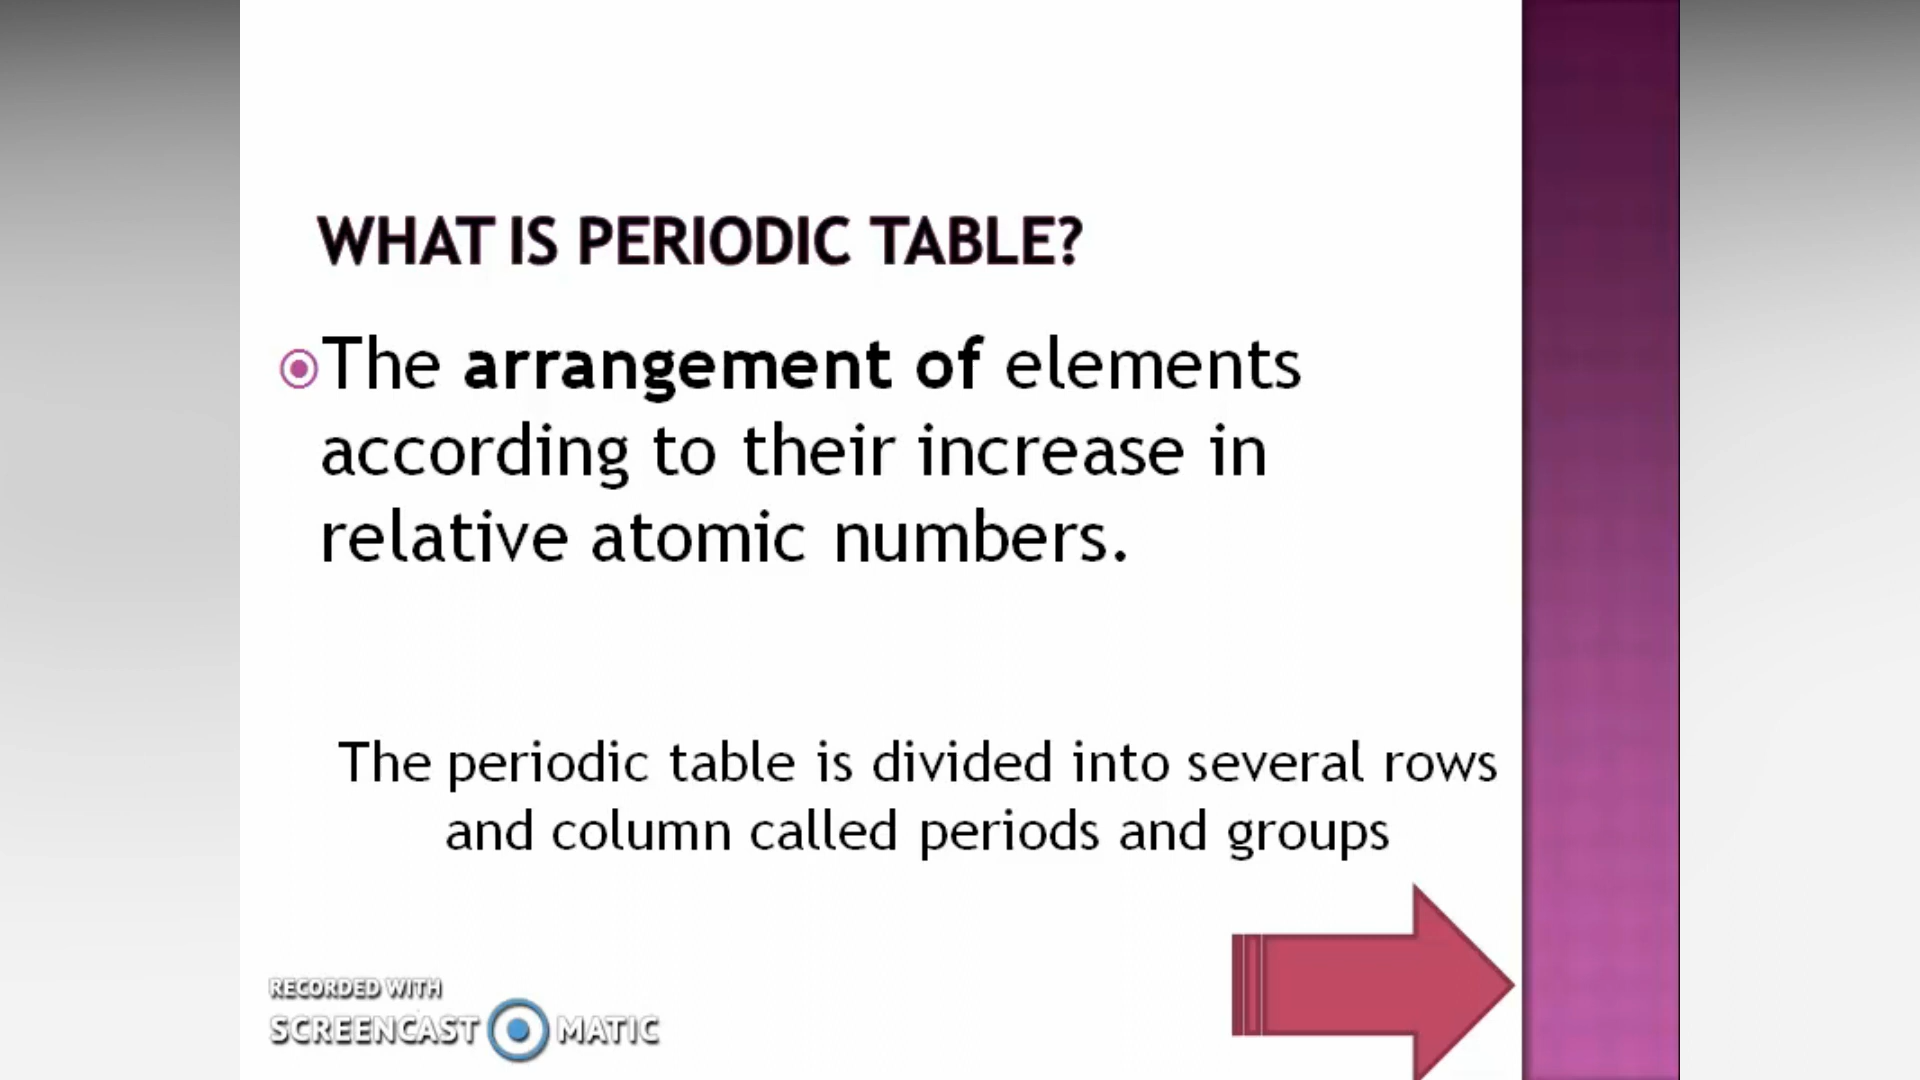 WHAT IS PERIODIC TABLE?
The arrangement of elements
according to their increase in
relative atomic numbers.
The periodic table is divided into several rows
and column called periods and groups
RECORDED WITH
SCREENCAST MATIC